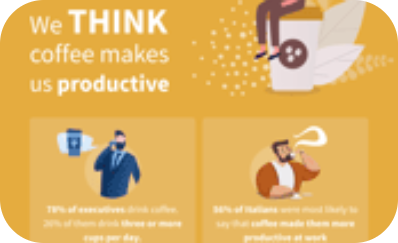 We THINK
coffee makes
us productive
78% of executives drink coffee.
20% of them drink three or more
cups per day.
56% of Italians were most likely to
say that coffee made them more
productive at work